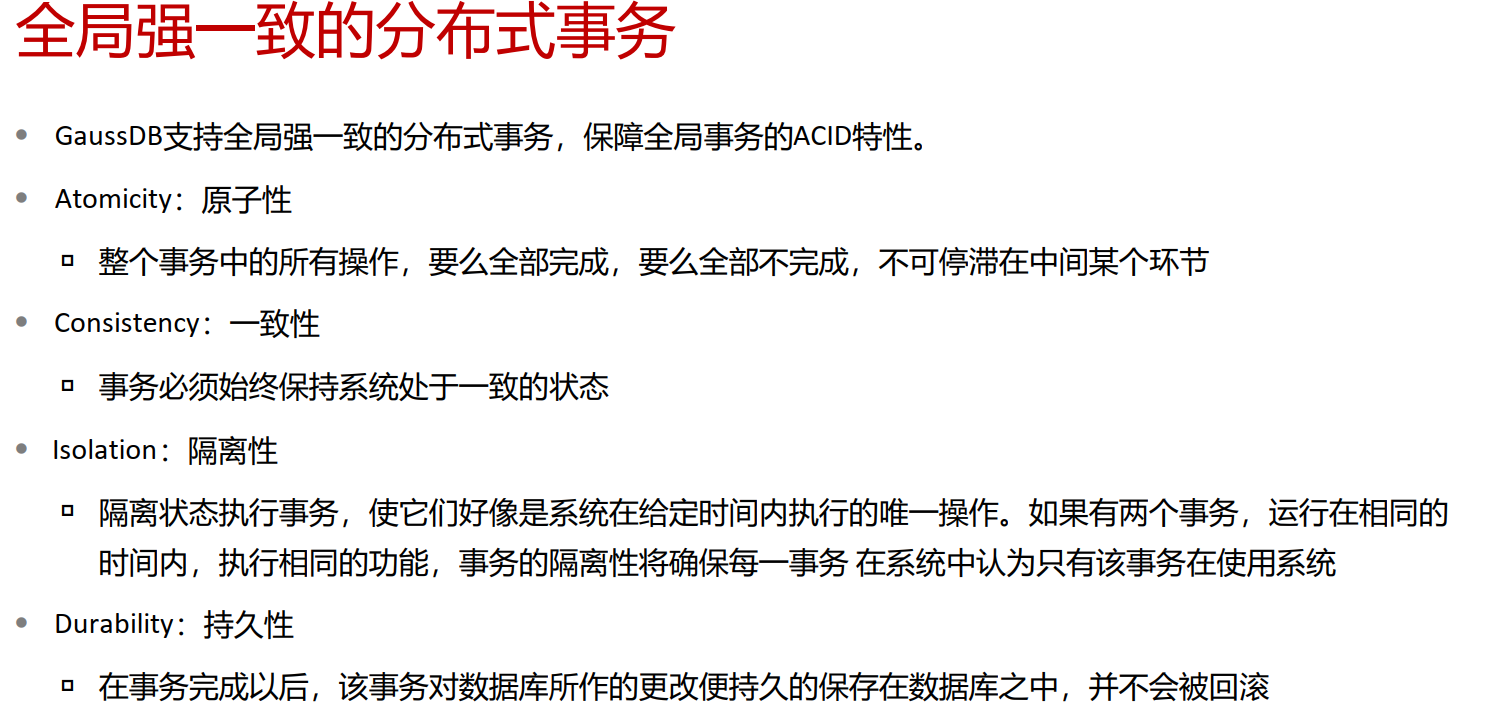 全局强一致的分布式事务
GaussDB支持全局强一致的分布式事务，保障全局事务的ACID特性。
Atomicity：原子性
整个事务中的所有操作，要么全部完成，要么全部不完成，不可停滞在中间某个环节
Consistency：一致性
事务必须始终保持系统处于一致的状态
Isolation：隔离性
隔离状态执行事务，使它们好像是系统在给定时间内执行的唯一操作。如果有两个事务，运行在相同的
时间内，执行相同的功能，事务的隔离性将确保每一事务 在系统中认为只有该事务在使用系统
Durability：持久性
在事务完成以后，该事务对数据库所作的更改便持久的保存在数据库之中，并不会被回滚